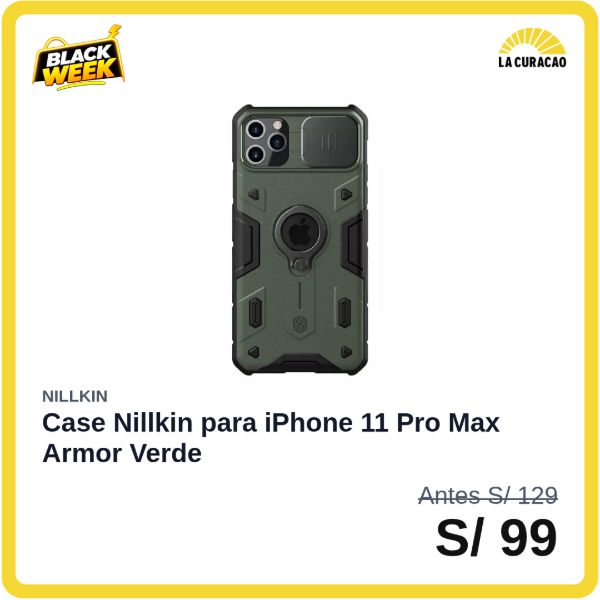 BLACK
WEEK
LA CURACAO
NILLKIN
Case Nillkin para iPhone 11 Pro Max
Armor Verde
Antes S/ 129
S/ 99